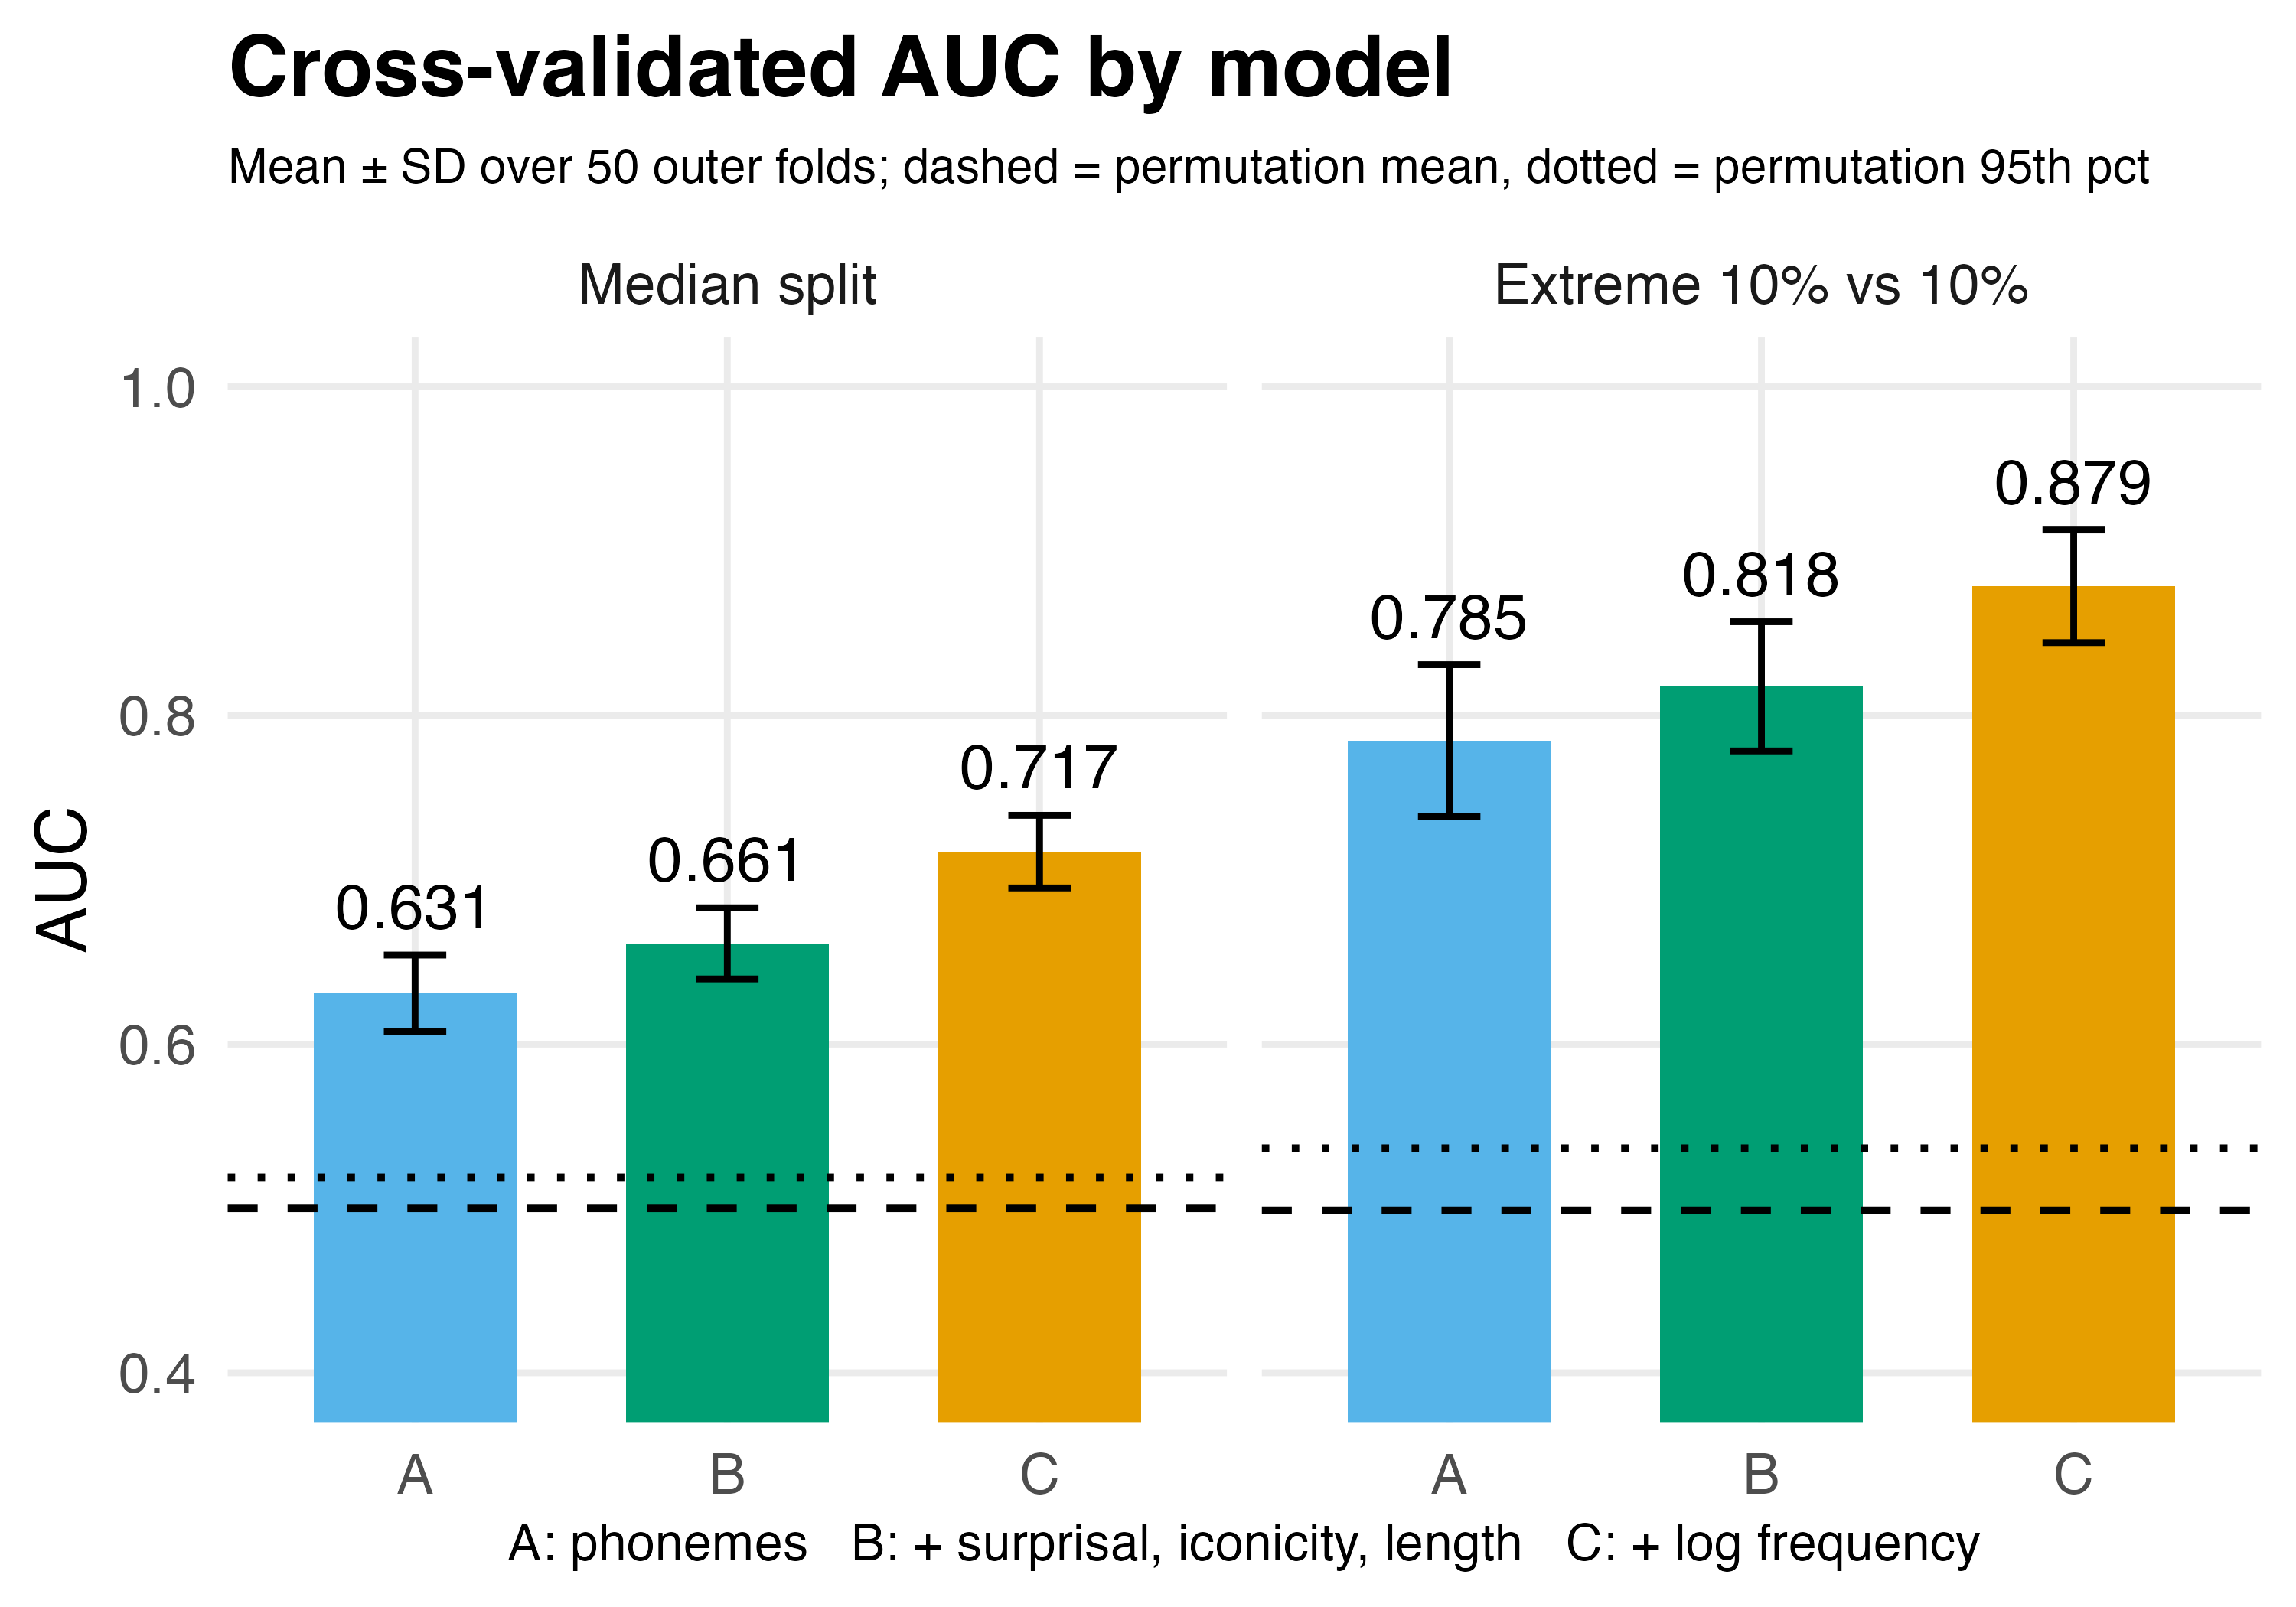 Cross-validated AUC by model
Mean ± SD over 50 outer folds; dashed = permutation mean, dotted = permutation 95th pct
Median split
Extreme 10% vs 10%
AUC
1.0
0.8
0.6
0.4
0.631
0.661
0.717
0.785
0.818
0.879
A B C
A B C
A: phonemes B: + surprisal, iconicity, length C: + log frequency